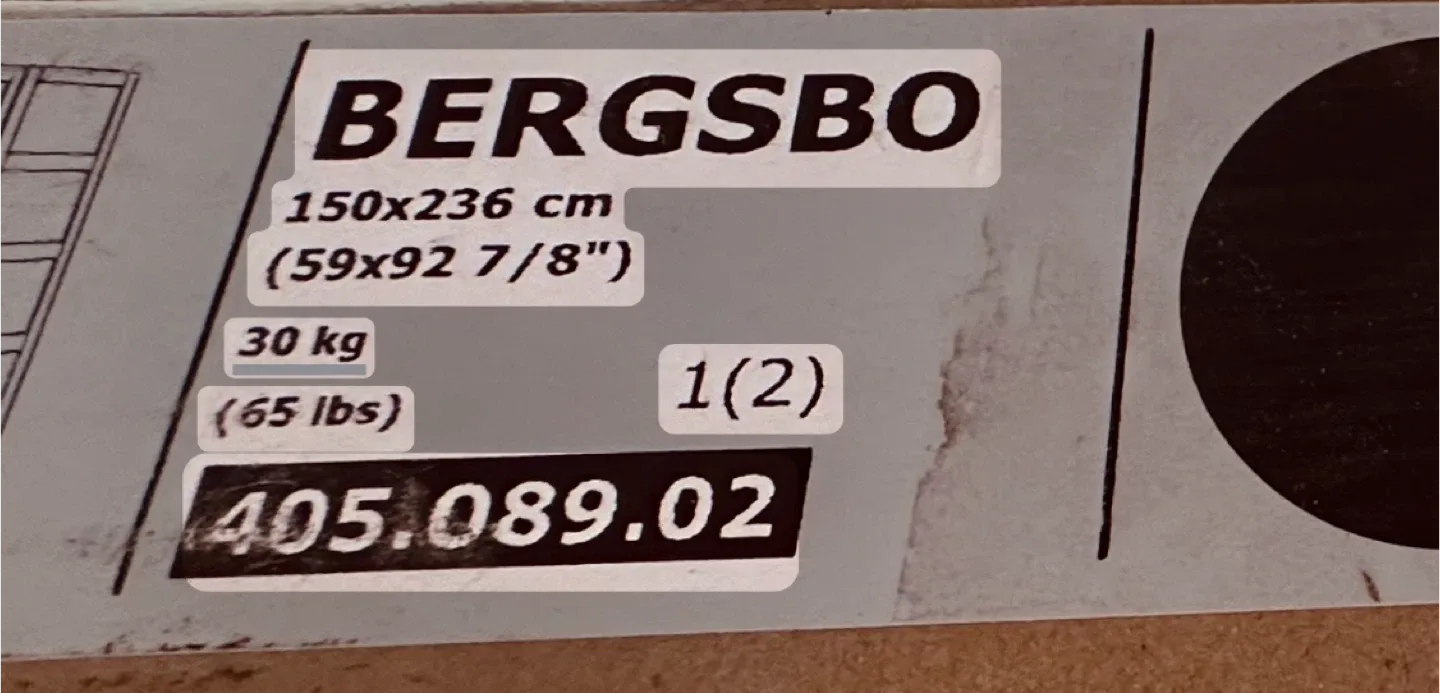 BERGSBO
150x236 cm
(59x92 7/8")
30 kg
(65 lbs)
1(2)
405.089.02